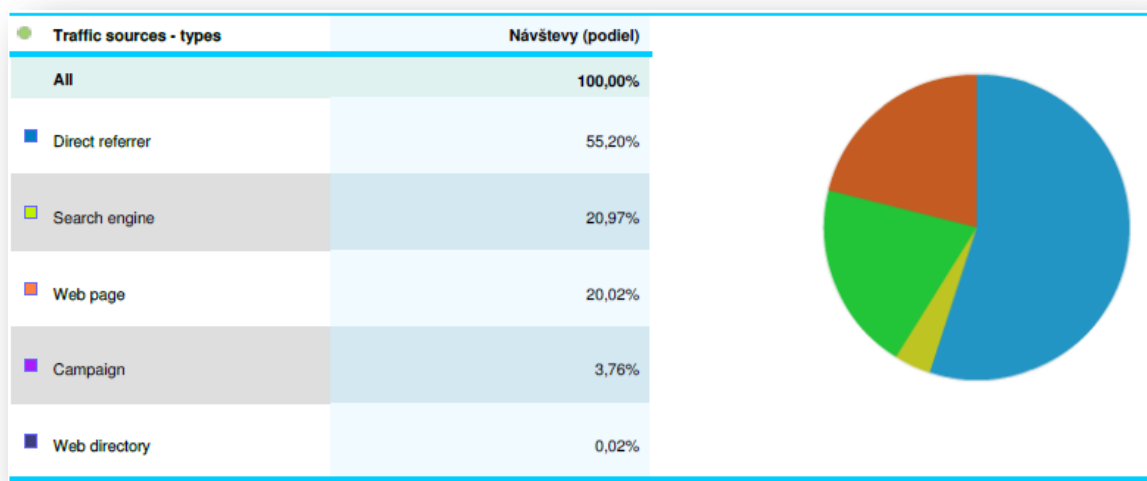 Traffic sources - types Návštevy (podiel)
All 100,00%
Direct referrer 55,20%
Search engine 20,97%
Web page 20,02%
Campaign 3,76%
Web directory 0,02%